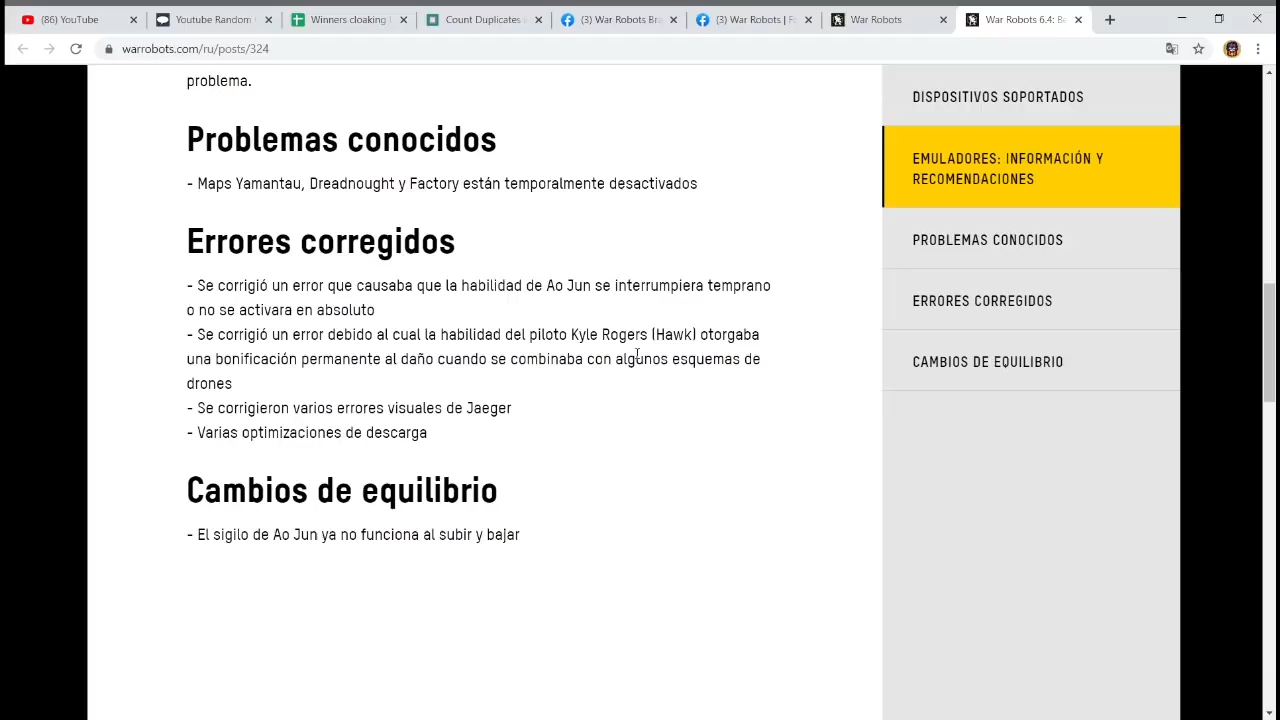 (86) YouTube
Youtube Random
Winners cloaking
Count Duplicates
(3) War Robots Bra
(3) War Robots | Fa
War Robots
War Robots 6.4: Be
warrobots.com/ru/posts/324
problema.
Problemas conocidos
- Maps Yamantau, Dreadnought y Factory están temporalmente desactivados
Errores corregidos
- Se corrigió un error que causaba que la habilidad de Ao Jun se interrumpiera temprano
o no se activara en absoluto
- Se corrigió un error debido al cual la habilidad del piloto Kyle Rogers (Hawk) otorgaba
una bonificación permanente al daño cuando se combinaba con algunos esquemas de
drones
- Se corrigieron varios errores visuales de Jaeger
- Varias optimizaciones de descarga
Cambios de equilibrio
- El sigilo de Ao Jun ya no funciona al subir y bajar
DISPOSITIVOS SOPORTADOS
EMULADORES: INFORMACIÓN Y
RECOMENDACIONES
PROBLEMAS CONOCIDOS
ERRORES CORREGIDOS
CAMBIOS DE EQUILIBRIO